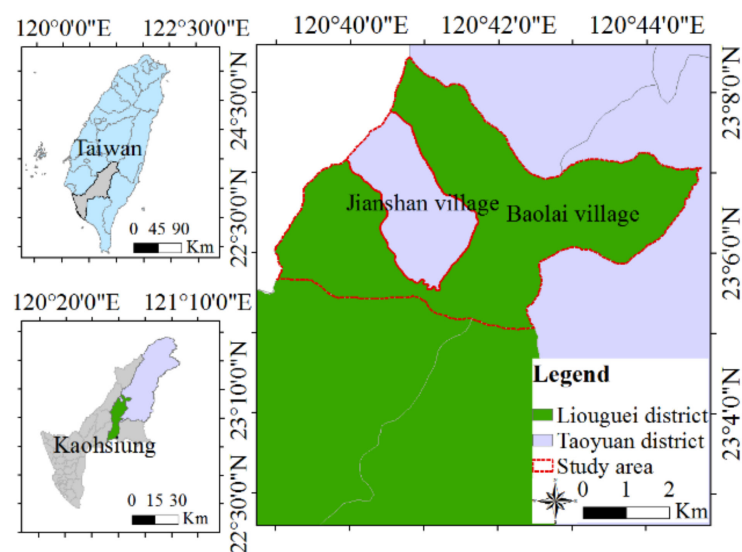 120°0'0"E 122°30'0"E
24°30'0"N
22°30'0"N
Taiwan
0 45 90
Km
120°20'0"E 121°10'0"E
23°10'0"N
22°30'0"N
Kaohsiung
0 15 30
Km
120°40'0"E 120°42'0"E 120°44'0"E
23°8'0"N
23°6'0"N
23°4'0"N
Jianshan village
Baolai village
Legend
Liouguei district
Taoyuan district
Study area
0 1 2
Km